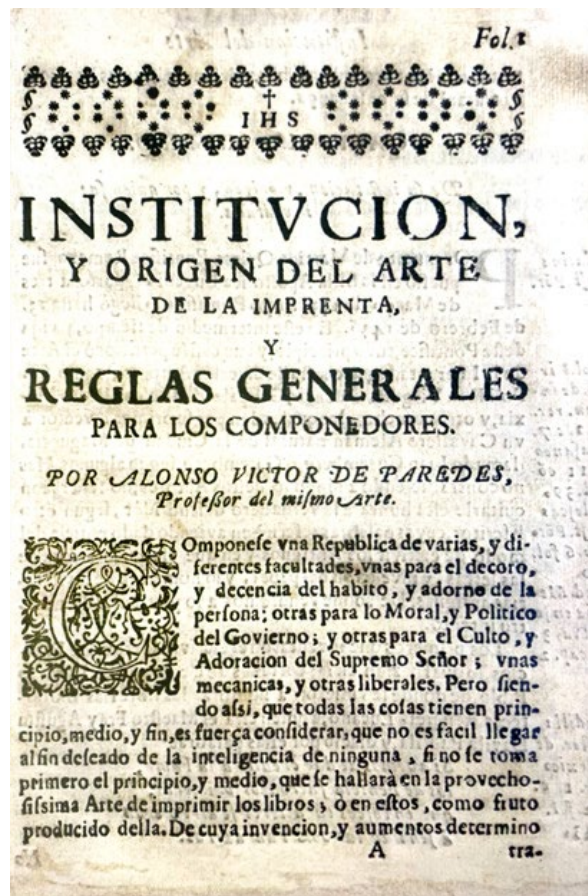 Fol. 1
IHS
INSTITVCION,
Y ORIGEN DEL ARTE
DE LA IMPRENTA,
Y
REGLAS GENERALES
PARA LOS COMPONEDORES.
POR ALONSO VICTOR DE PAREDES,
Profeßor del miſmo Arte.
COmponeſe vna Republica de varias, y di-
ferentes facultades, vnas para el decoro,
y decencia del habito, y adorno de la
perſona; otras para lo Moral, y Politico
del Govierno; y otras para el Culto, y
Adoracion del Supremo Señor; vnas
mecanicas, y otras liberales. Pero ſien-
do aſsi, que todas las coſas tienen prin-
cipio, medio, y fin, es fuerça conſiderar, que no es facil llegar
al fin deſeado de la inteligencia de ninguna, ſi no ſe toma
primero el principio, y medio, que ſe hallarà en la provecho-
ſiſsima Arte de imprimir los libros; ò en eſtos, como fruto
producido della. De cuya invencion, y aumentos determino
A tra-